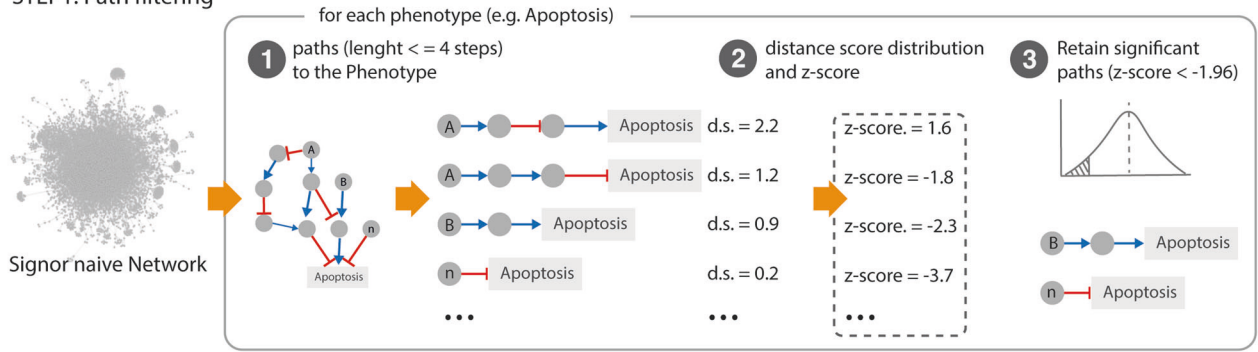 STEP 1: Path filtering
for each phenotype (e.g. Apoptosis)
1 paths (lenght < = 4 steps)
to the Phenotype
2 distance score distribution
and z-score
3 Retain significant
paths (z-score < -1.96)
Signor naive Network
A
B
n
Apoptosis
A Apoptosis d.s. = 2.2 z-score. = 1.6
A Apoptosis d.s. = 1.2 z-score = -1.8
B Apoptosis d.s. = 0.9 z-score. = -2.3
n Apoptosis d.s. = 0.2 z-score = -3.7
... ... ...
B Apoptosis
n Apoptosis